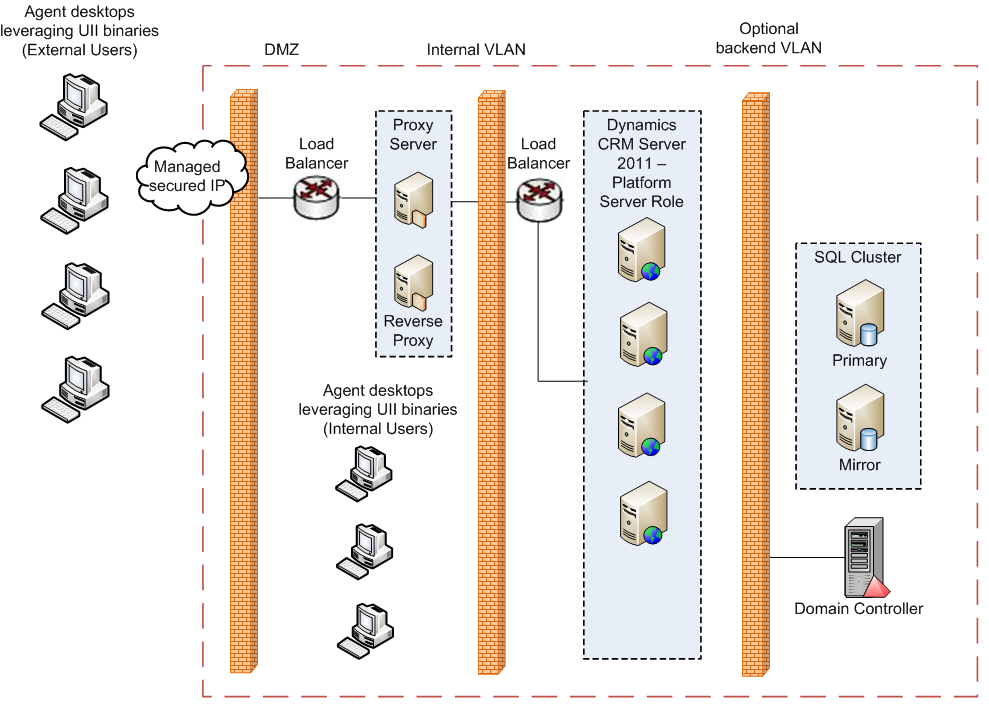 Agent desktops
leveraging UII binaries
(External Users)
DMZ
Internal VLAN
Optional
backend VLAN
Managed
secured IP
Load
Balancer
Proxy
Server
Reverse
Proxy
Load
Balancer
Dynamics
CRM Server
2011 –
Platform
Server Role
SQL Cluster
Primary
Mirror
Agent desktops
leveraging UII binaries
(Internal Users)
Domain Controller